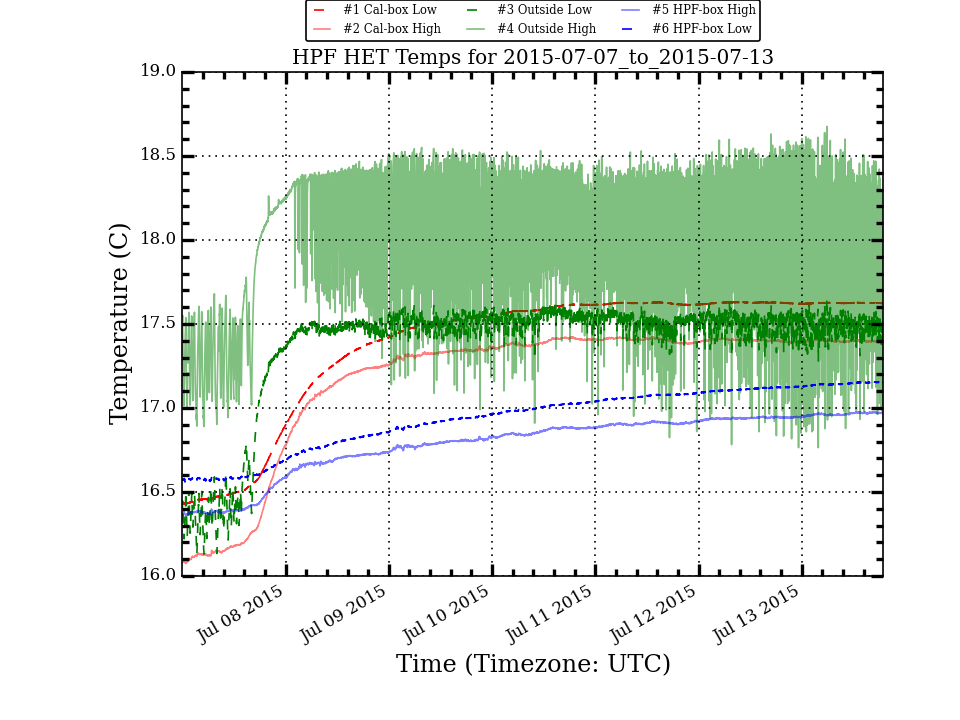 #1 Cal-box Low #3 Outside Low #5 HPF-box High
#2 Cal-box High #4 Outside High #6 HPF-box Low
HPF HET Temps for 2015-07-07_to_2015-07-13
19.0
18.5
18.0
17.5
17.0
16.5
16.0
Temperature (C)
Jul 08 2015 Jul 09 2015 Jul 10 2015 Jul 11 2015 Jul 12 2015 Jul 13 2015
Time (Timezone: UTC)